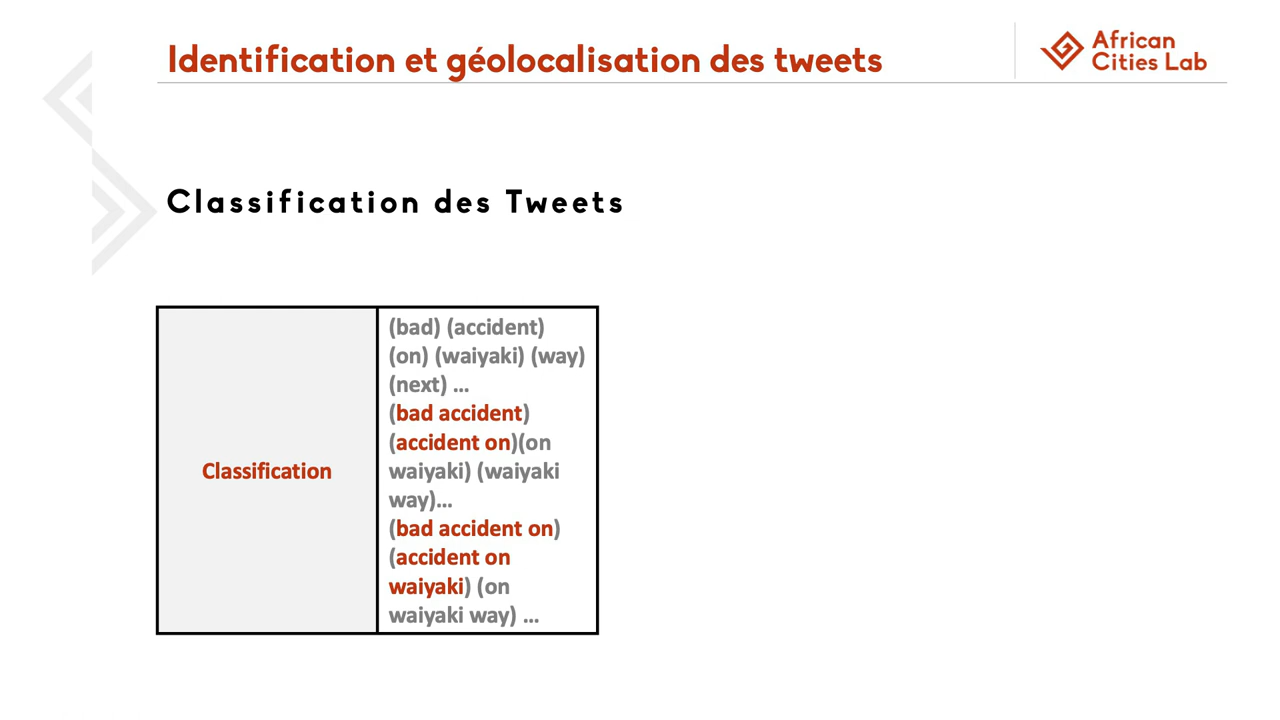 Identification et géolocalisation des tweets
African
Cities Lab
Classification des Tweets
Classification
(bad) (accident)
(on) (waiyaki) (way)
(next) ...
(bad accident)
(accident on)(on
waiyaki) (waiyaki
way)...
(bad accident on)
(accident on
waiyaki) (on
waiyaki way) ...